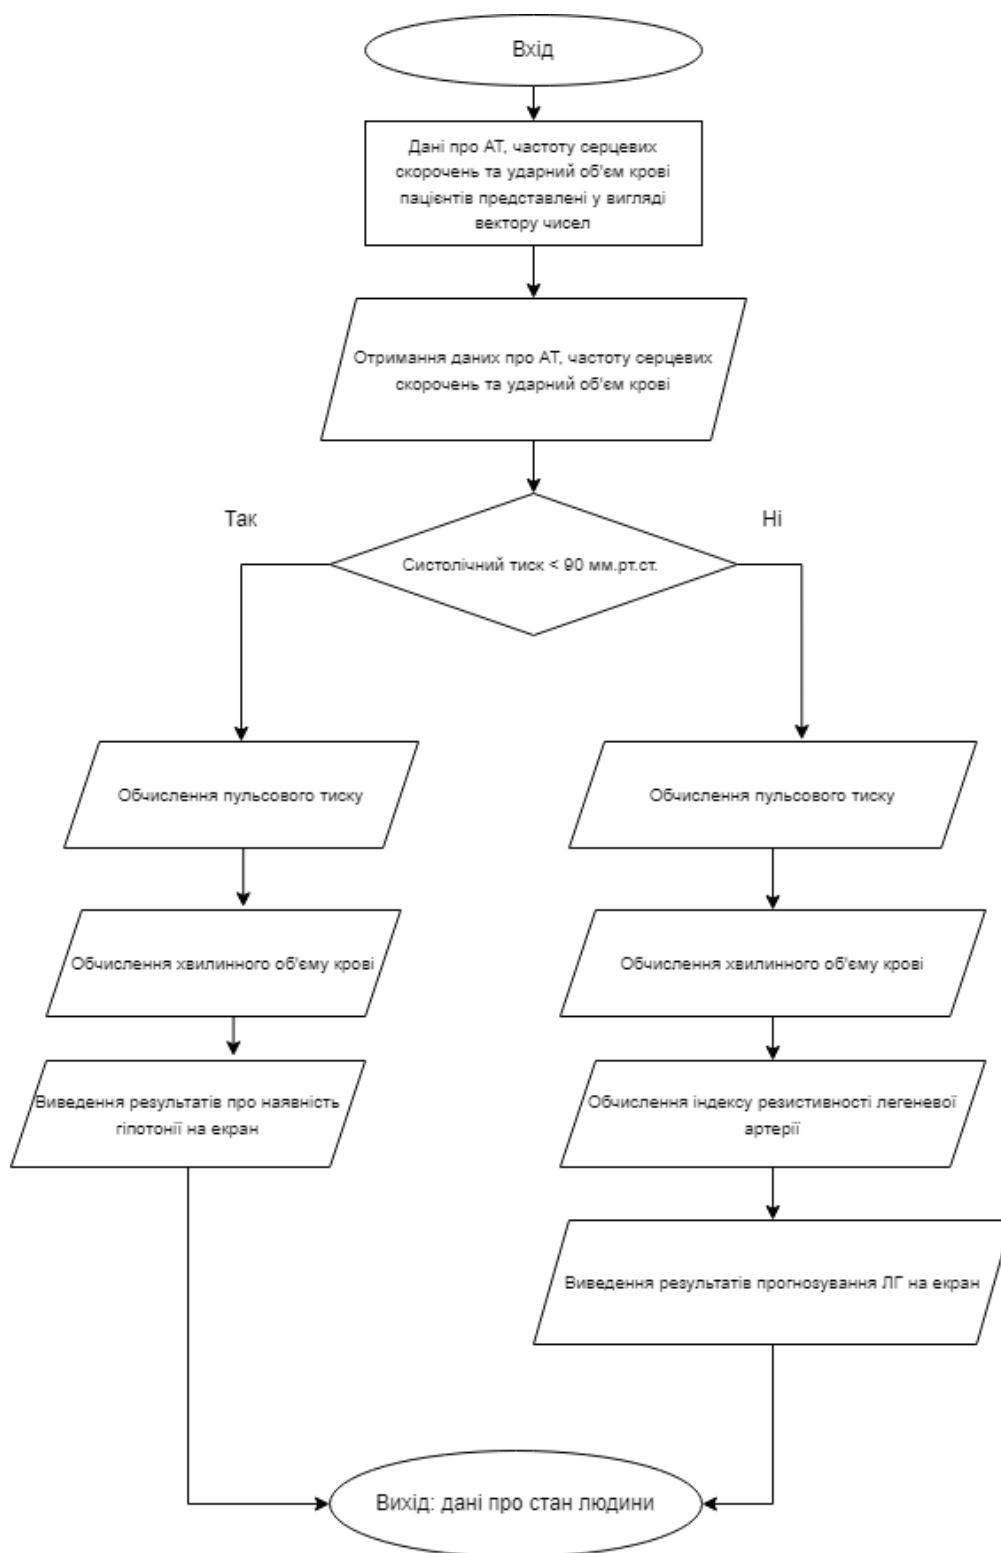 Вхід
Дані про АТ, частоту серцевих
скорочень та ударний об'єм крові
пацієнтів представлені у вигляді
вектору чисел
Отримання даних про АТ, частоту серцевих
скорочень та ударний об'єм крові
Так
Ні
Систолічний тиск < 90 мм.рт.ст.
Обчислення пульсового тиску
Обчислення пульсового тиску
Обчислення хвилинного об'єму крові
Обчислення хвилинного об'єму крові
Виведення результатів про наявність
гіпотонії на екран
Обчислення індексу резистивності легеневої
артерії
Виведення результатів прогнозування ЛГ на екран
Вихід: дані про стан людини